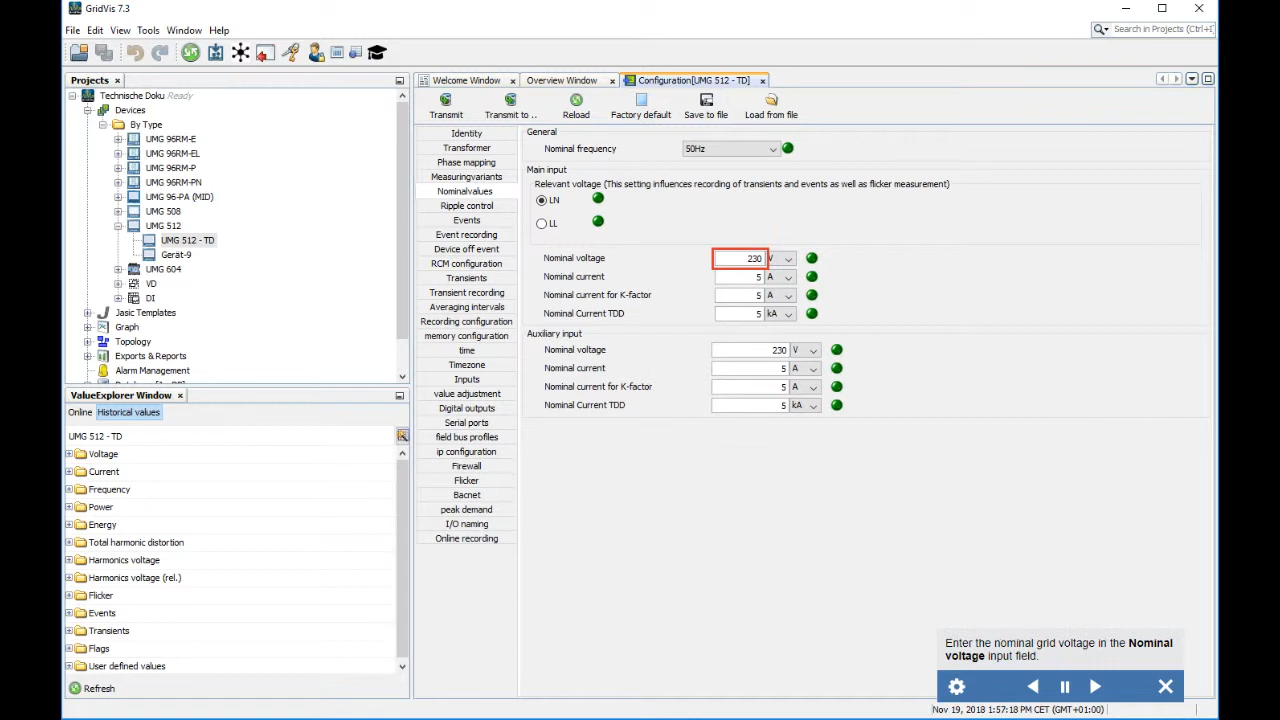 GridVis 7.3
File Edit View Tools Window Help
Search in Projects (Ctrl+I
Projects
Technische Doku Ready
Devices
By Type
UMG 96RM-E
UMG 96RM-EL
UMG 96RM-P
UMG 96RM-PN
UMG 96-PA (MID)
UMG 508
UMG 512
UMG 512 - TD
Gerät-9
UMG 604
VD
DI
Jasic Templates
Graph
Topology
Exports & Reports
Alarm Management
ValueExplorer Window
Online Historical values
UMG 512 - TD
Voltage
Current
Frequency
Power
Energy
Total harmonic distortion
Harmonics voltage
Harmonics voltage (rel.)
Flicker
Events
Transients
Flags
User defined values
Refresh
Welcome Window Overview Window Configuration[UMG 512 - TD]
Transmit Transmit to .. Reload Factory default Save to file Load from file
Identity
Transformer
Phase mapping
Measuringvariants
Nominalvalues
Ripple control
Events
Event recording
Device off event
RCM configuration
Transients
Transient recording
Averaging intervals
Recording configuration
memory configuration
time
Timezone
Inputs
value adjustment
Digital outputs
Serial ports
field bus profiles
ip configuration
Firewall
Flicker
Bacnet
peak demand
I/O naming
Online recording
General
Nominal frequency 50Hz
Main input
Relevant voltage (This setting influences recording of transients and events as well as flicker measurement)
LN
LL
Nominal voltage 230 V
Nominal current 5 A
Nominal current for K-factor 5 A
Nominal Current TDD 5 kA
Auxiliary input
Nominal voltage 230 V
Nominal current 5 A
Nominal current for K-factor 5 A
Nominal Current TDD 5 kA
Enter the nominal grid voltage in the Nominal
voltage input field.
Nov 19, 2018 1:57:18 PM CET (GMT+01:00)